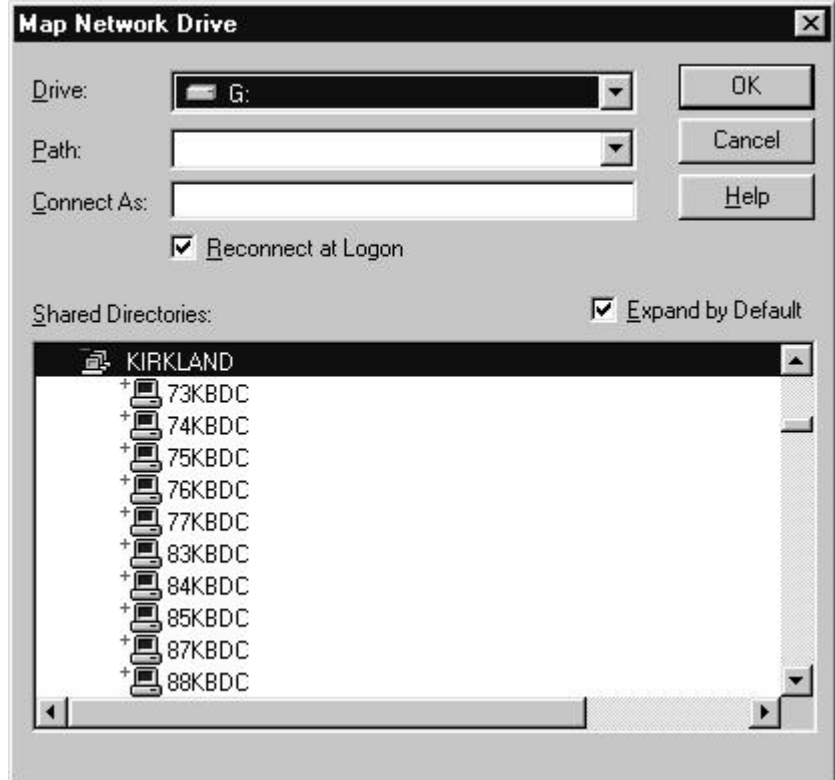 Map Network Drive
Drive: G: OK
Path: Cancel
Connect As: Help
Reconnect at Logon
Shared Directories: Expand by Default
KIRKLAND
73KBDC
74KBDC
75KBDC
76KBDC
77KBDC
83KBDC
84KBDC
85KBDC
87KBDC
88KBDC